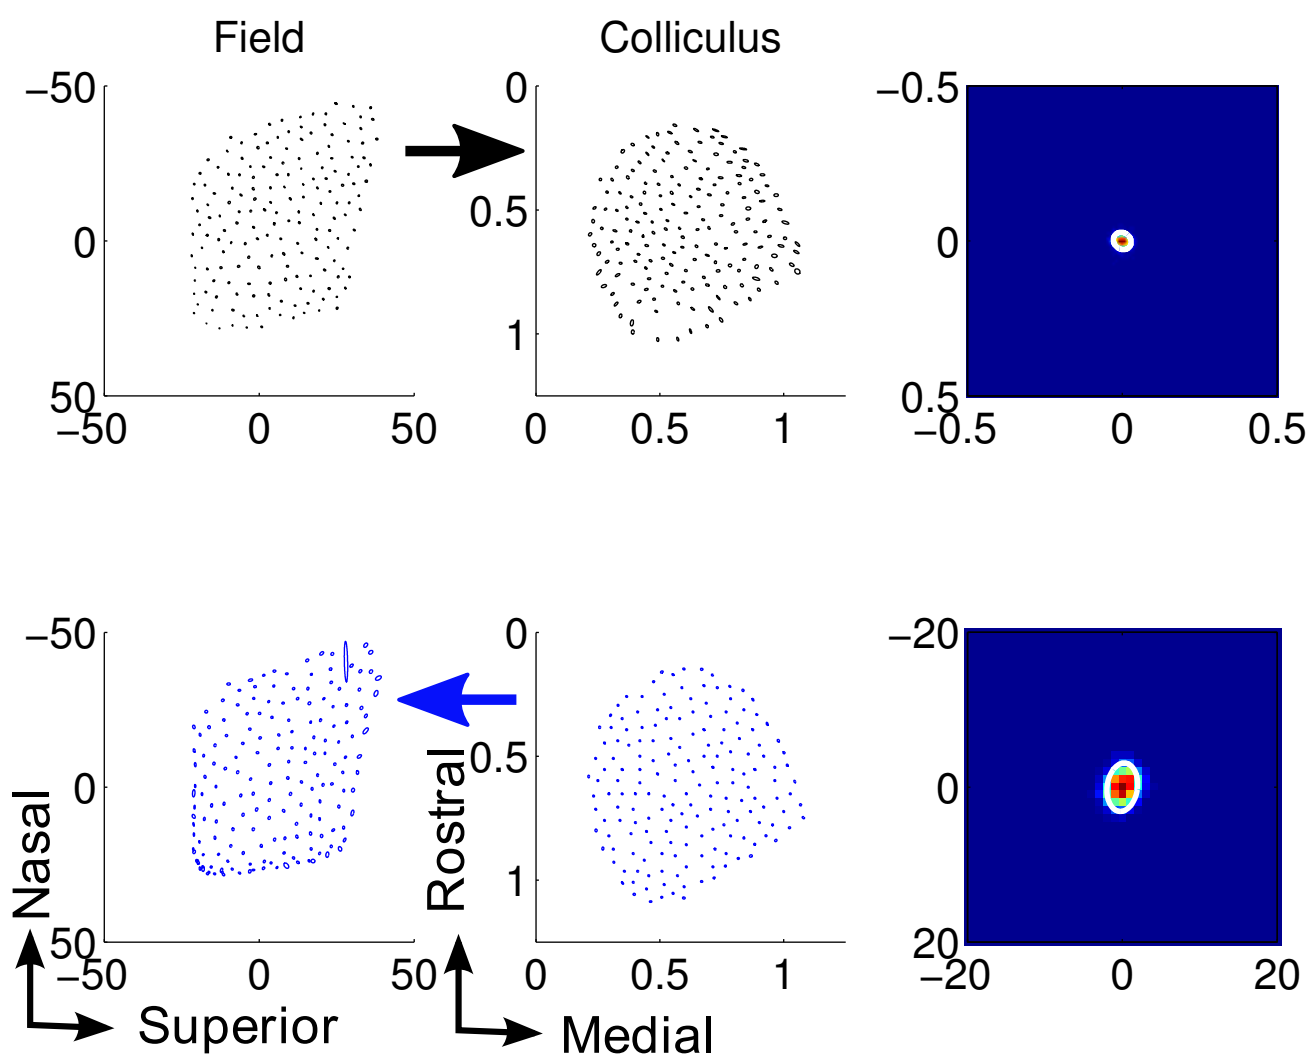 Field Colliculus
−50 0 −0.5
0 0.5 0
50 1 0.5
−50 0 50 0 0.5 1 −0.5 0 0.5
−50 0 −20
0 0.5 0
50 1 20
−50 0 50 0 0.5 1 −20 0 20
Nasal Rostral
Superior Medial